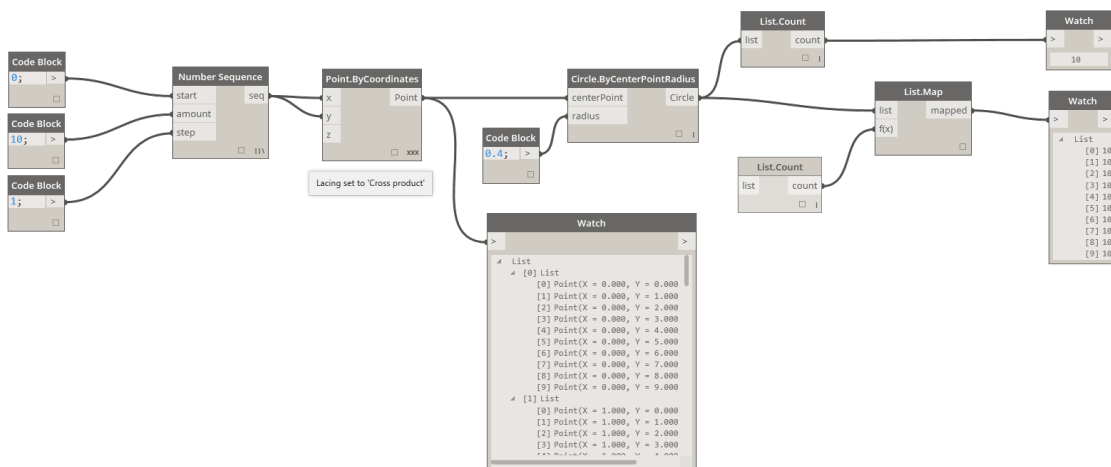 Code Block
0; >
Code Block
10; >
Code Block
1; >
Number Sequence
start seq
amount
step
Point.ByCoordinates
x Point
y
z
xxx
Lacing set to 'Cross product'
Code Block
0.4; >
Circle.ByCenterPointRadius
centerPoint Circle
radius
List.Count
list count
Watch
> >
10
List.Map
list mapped
f(x)
List.Count
list count
Watch
> >
List
[0] 10
[1] 10
[2] 10
[3] 10
[4] 10
[5] 10
[6] 10
[7] 10
[8] 10
[9] 10
Watch
> >
List
[0] List
[0] Point(X = 0.000, Y = 0.000
[1] Point(X = 0.000, Y = 1.000
[2] Point(X = 0.000, Y = 2.000
[3] Point(X = 0.000, Y = 3.000
[4] Point(X = 0.000, Y = 4.000
[5] Point(X = 0.000, Y = 5.000
[6] Point(X = 0.000, Y = 6.000
[7] Point(X = 0.000, Y = 7.000
[8] Point(X = 0.000, Y = 8.000
[9] Point(X = 0.000, Y = 9.000
[1] List
[0] Point(X = 1.000, Y = 0.000
[1] Point(X = 1.000, Y = 1.000
[2] Point(X = 1.000, Y = 2.000
[3] Point(X = 1.000, Y = 3.000